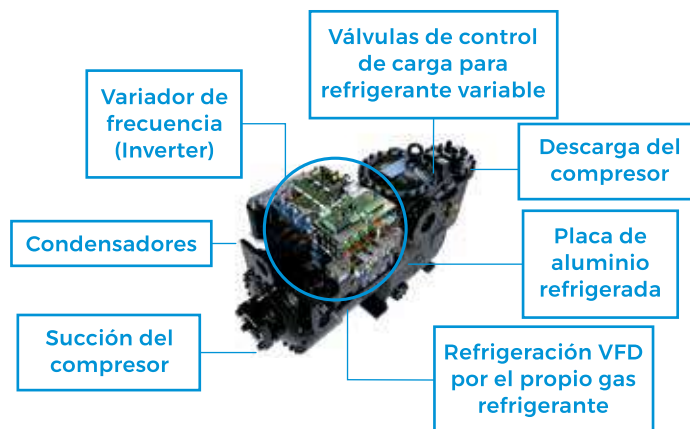 Válvulas de control
de carga para
refrigerante variable
Variador de
frecuencia
(Inverter)
Descarga del
compresor
Condensadores
Placa de
aluminio
refrigerada
Succión del
compresor
Refrigeración VFD
por el propio gas
refrigerante